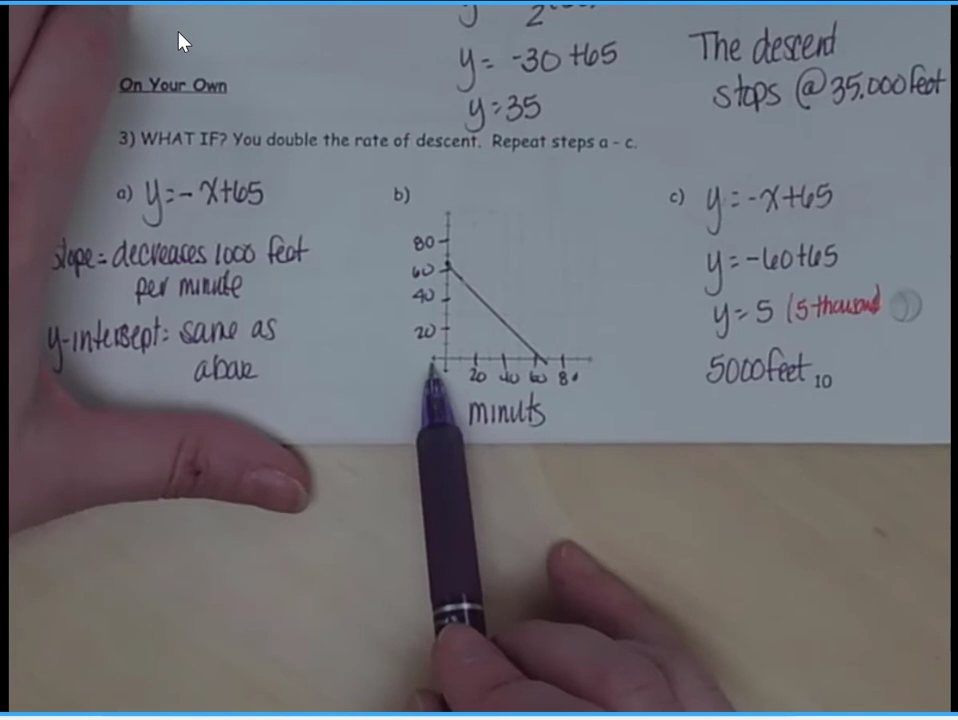 y = -30 +65
y = 35
The descent
stops @ 35.000 feet
On Your Own
3) WHAT IF? You double the rate of descent. Repeat steps a - c.
a) y = - x+65
slope = decreases 1000 feet
per minute
y-intersept: same as
above
b)
80
60
40
20
20 40 60 80
minuts
c) y = -x+65
y = -60+65
y = 5 (5 thousand
5000 feet
10